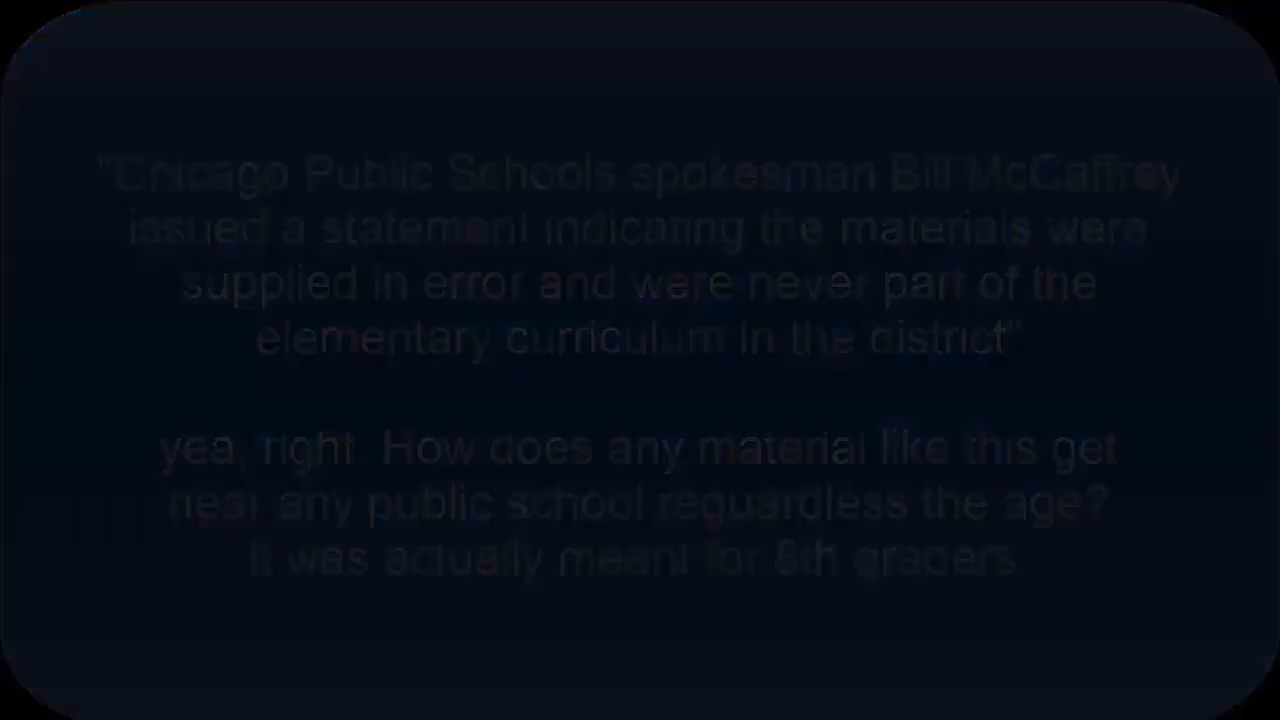 "Chicago Public Schools spokesman Bill McCaffrey
issued a statement indicating the materials were
supplied in error and were never part of the
elementary curriculum in the district"
yea, right. How does any material like this get
near any public school reguardless the age?
It was actually meant for 8th graders